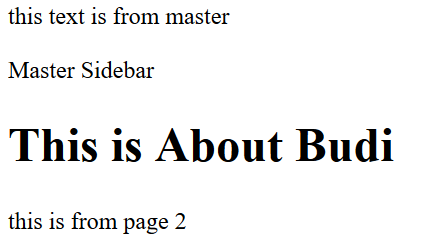 this text is from master
Master Sidebar
This is About Budi
this is from page 2